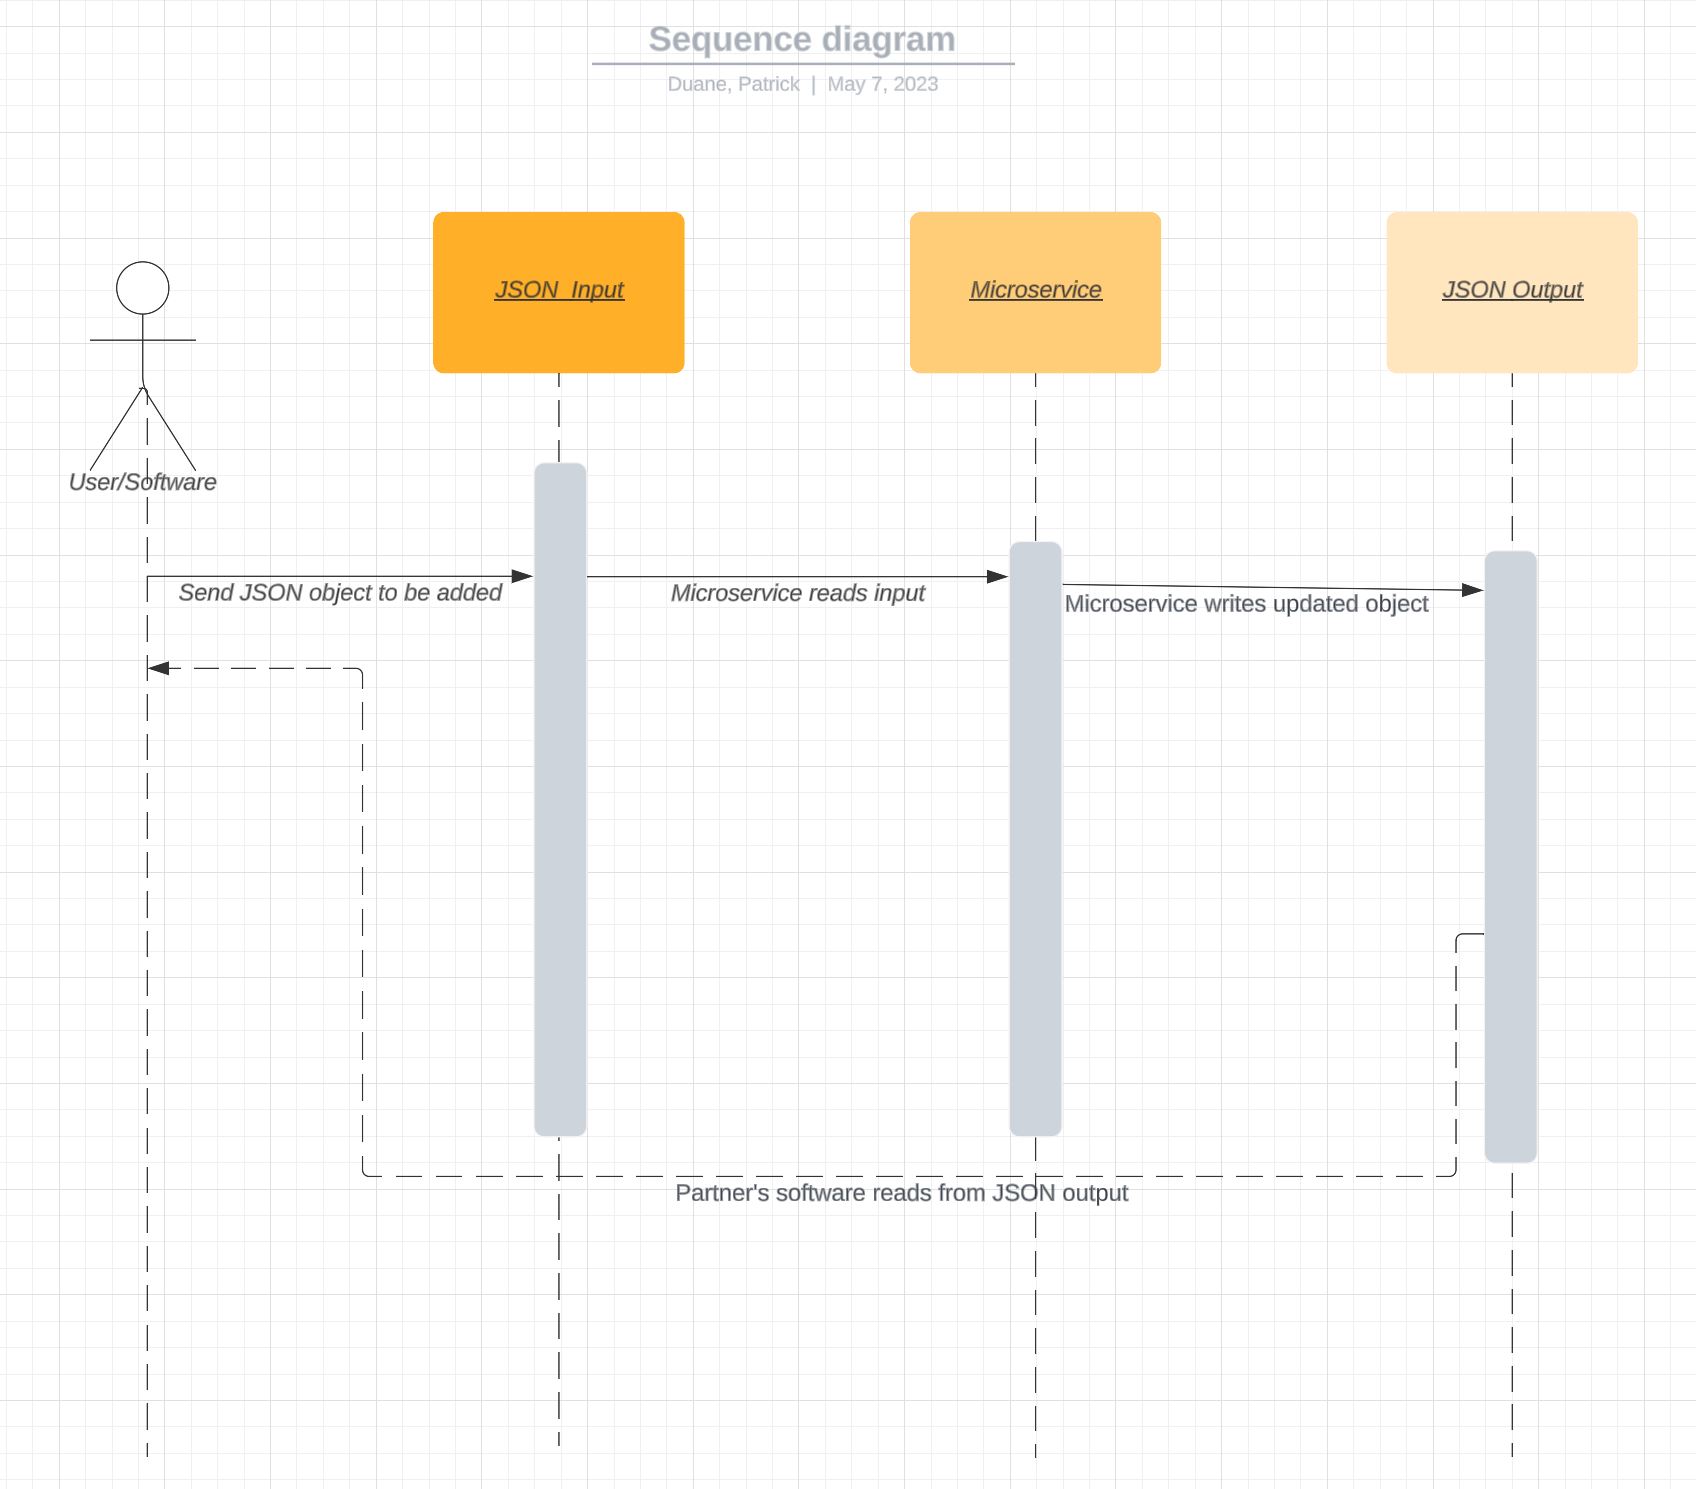 Sequence diagram
Duane, Patrick | May 7, 2023
JSON  Input
Microservice
JSON Output
User/Software
Send JSON object to be added
Microservice reads input
Microservice writes updated object
Partner's software reads from JSON output